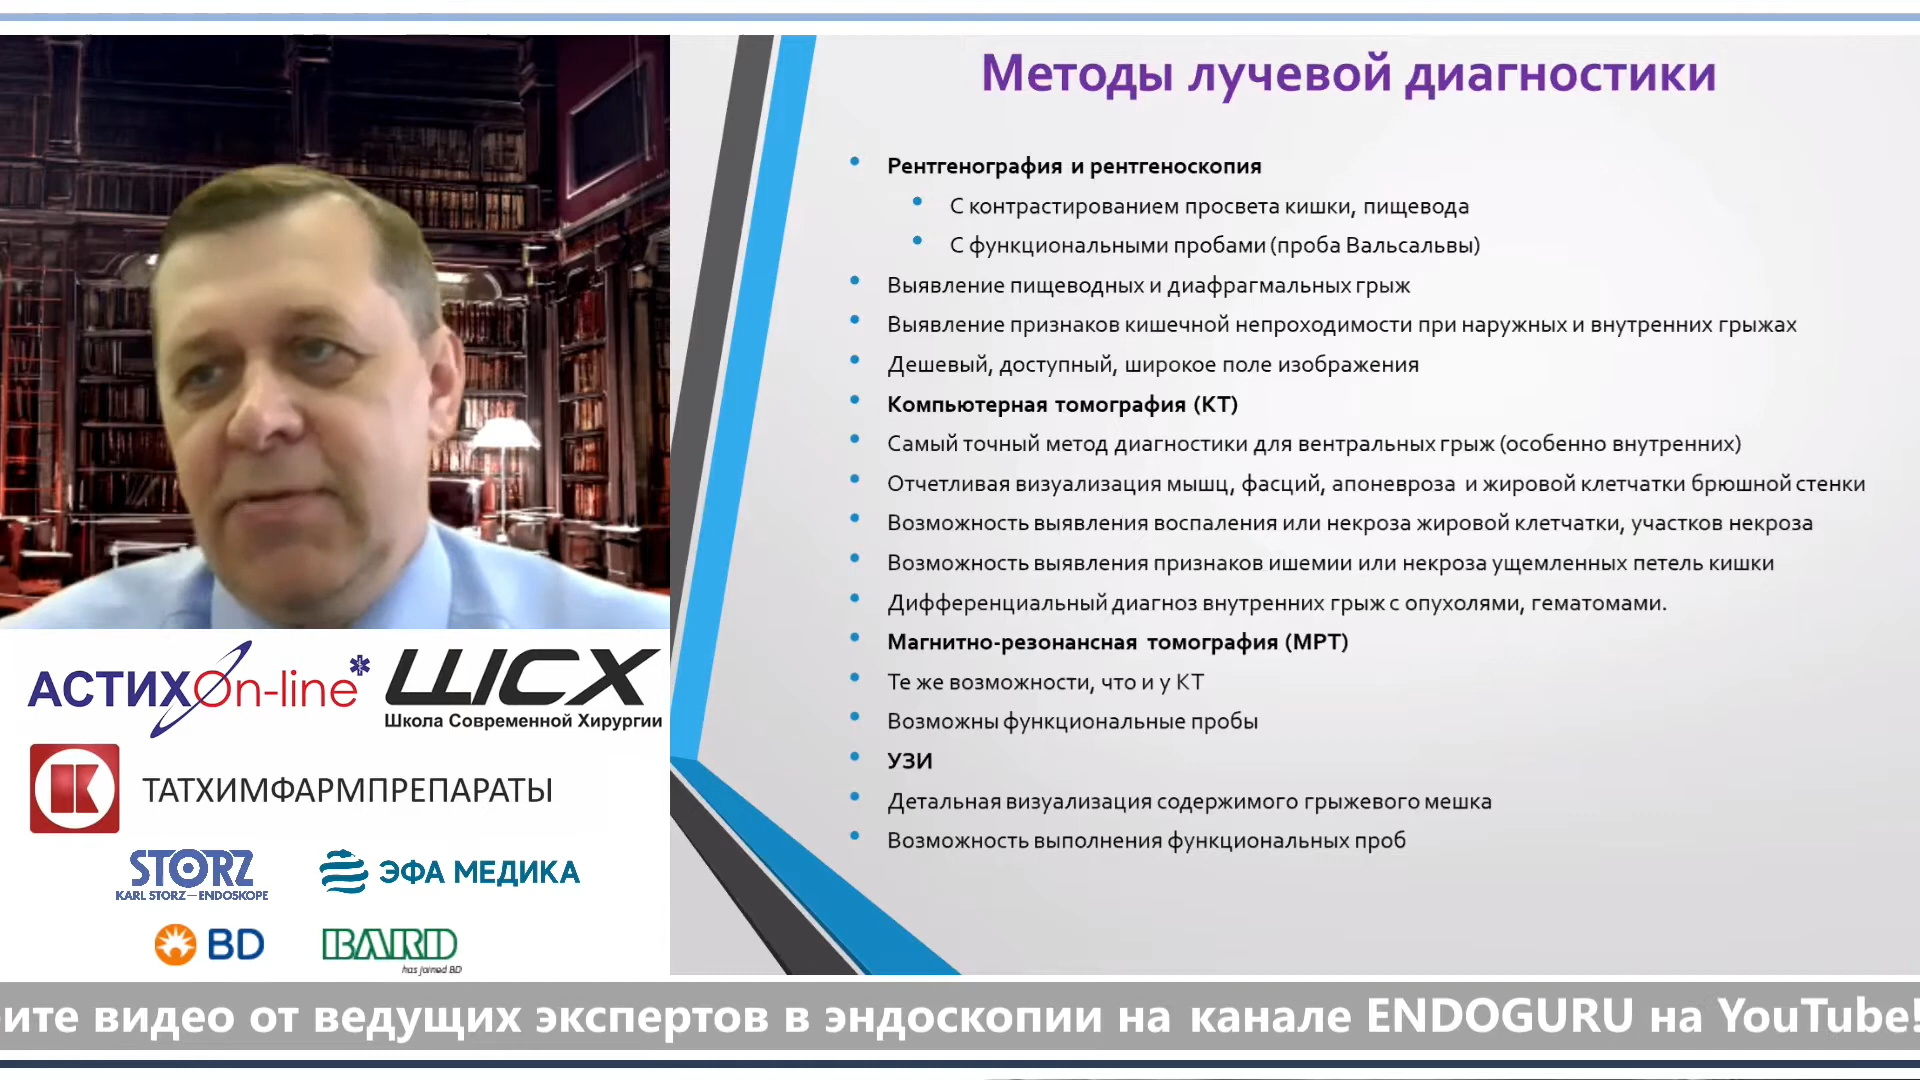 Методы лучевой диагностики
Рентгенография и рентгеноскопия
С контрастированием просвета кишки, пищевода
С функциональными пробами (проба Вальсальвы)
Выявление пищеводных и диафрагмальных грыж
Выявление признаков кишечной непроходимости при наружных и внутренних грыжах
Дешевый, доступный, широкое поле изображения
Компьютерная томография (КТ)
Самый точный метод диагностики для вентральных грыж (особенно внутренних)
Отчетливая визуализация мышц, фасций, апоневроза и жировой клетчатки брюшной стенки
Возможность выявления воспаления или некроза жировой клетчатки, участков некроза
Возможность выявления признаков ишемии или некроза ущемленных петель кишки
Дифференциальный диагноз внутренних грыж с опухолями, гематомами.
Магнитно-резонансная томография (МРТ)
Те же возможности, что и у КТ
Возможны функциональные пробы
УЗИ
Детальная визуализация содержимого грыжевого мешка
Возможность выполнения функциональных проб
АСТИХ On-line
ШСХ
Школа Современной Хирургии
ТАТХИМФАРМПРЕПАРАТЫ
STORZ
KARL STORZ—ENDOSKOPE
ЭФА МЕДИКА
BD
BARD
has joined BD
ите видео от ведущих экспертов в эндоскопии на канале ENDOGURU на YouTube!